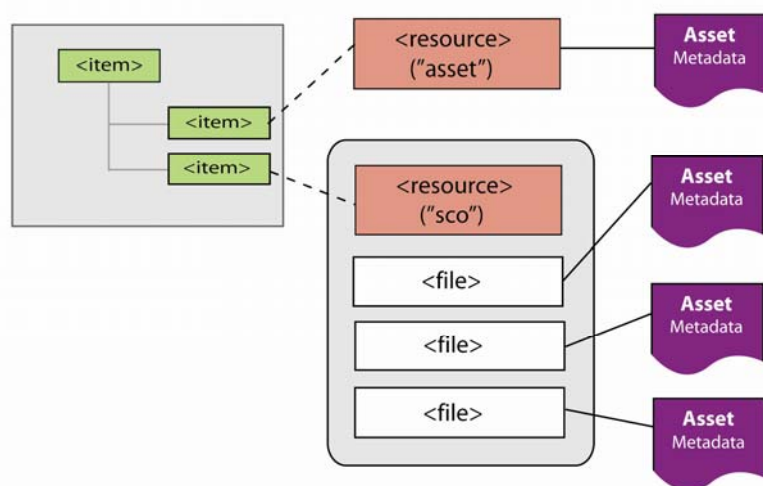 <item>
<item>
<item>
<resource>
("asset")
Asset
Metadata
<resource>
("sco")
<file>
<file>
<file>
Asset
Metadata
Asset
Metadata
Asset
Metadata